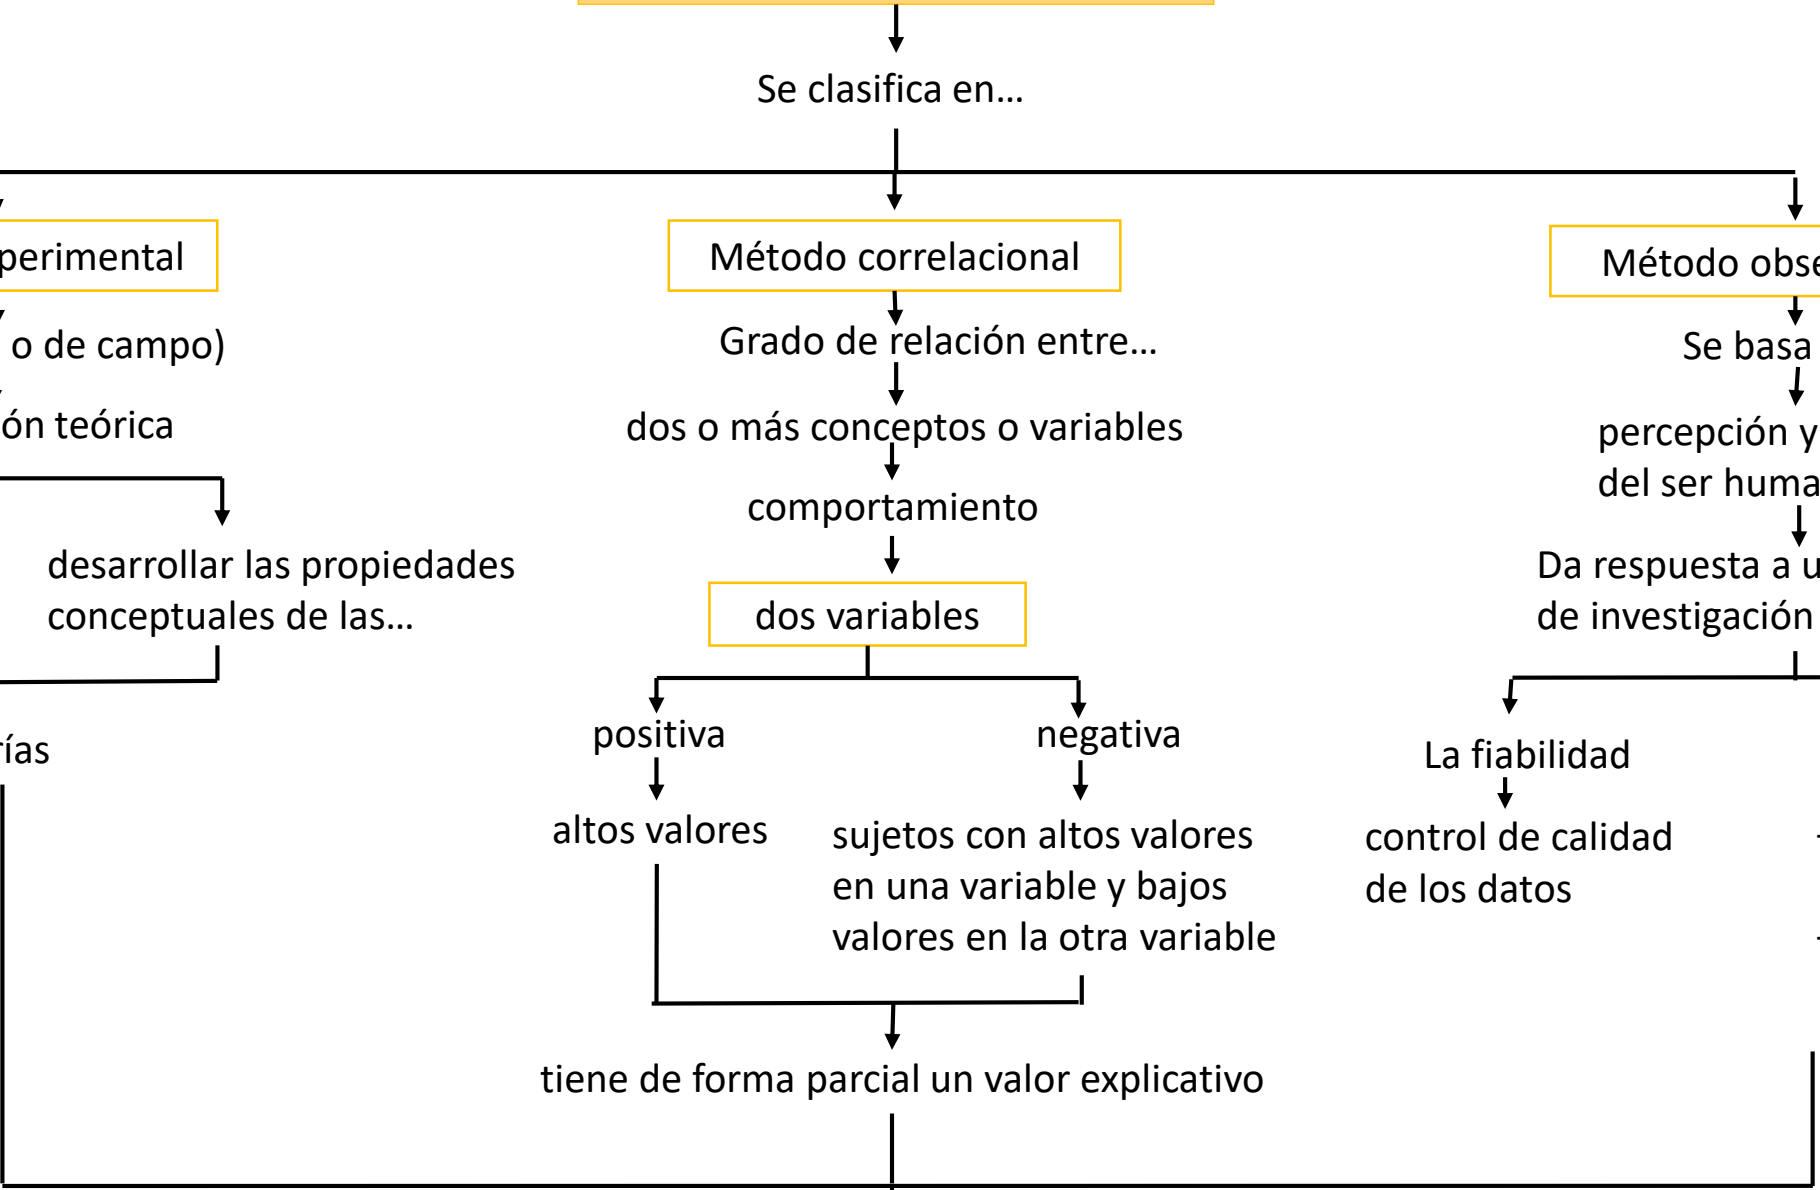 Se clasifica en…
perimental
o de campo)
ón teórica
desarrollar las propiedades
conceptuales de las…
rías
Método correlacional
Grado de relación entre…
dos o más conceptos o variables
comportamiento
dos variables
positiva
negativa
altos valores
sujetos con altos valores
en una variable y bajos
valores en la otra variable
tiene de forma parcial un valor explicativo
Método obse
Se basa
percepción y
del ser huma
Da respuesta a u
de investigación
La fiabilidad
control de calidad
de los datos